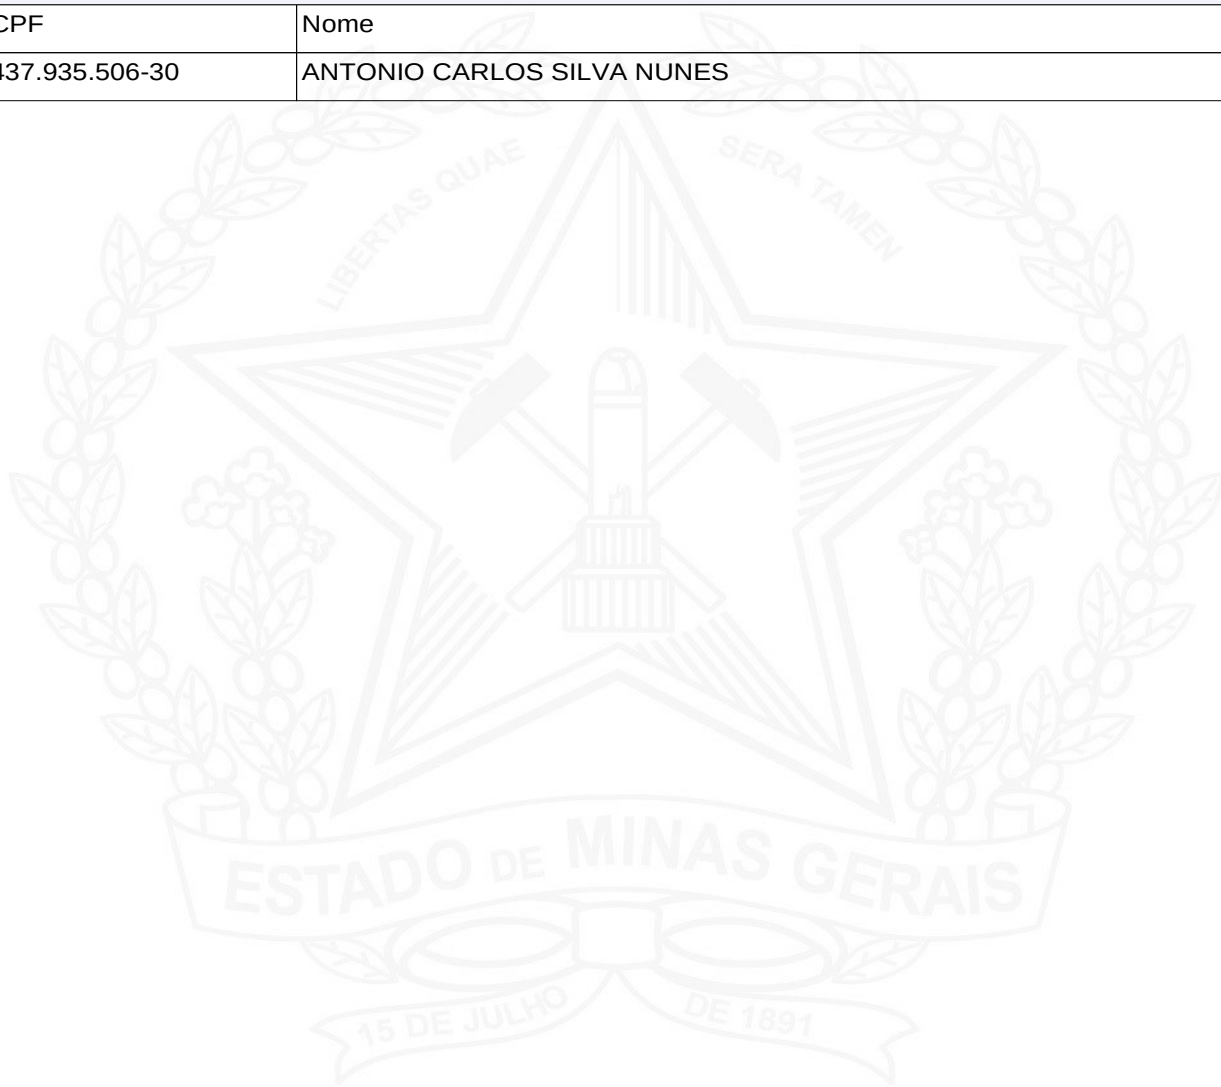 CPF Nome
437.935.506-30 ANTONIO CARLOS SILVA NUNES
LIBERTAS QUAE SERA TAMEN
ESTADO DE MINAS GERAIS
15 DE JULHO DE 1891